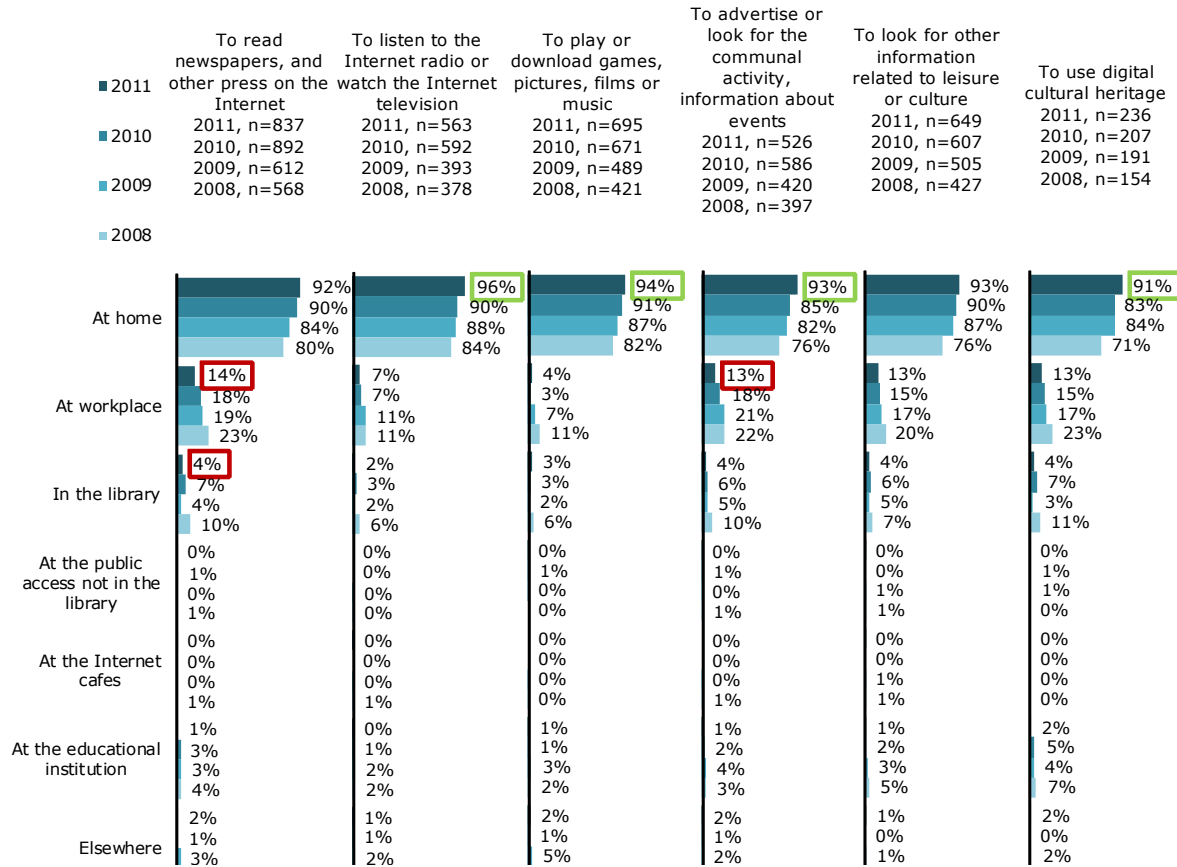 2011
2010
2009
2008
To read
newspapers, and
other press on the
Internet
2011, n=837
2010, n=892
2009, n=612
2008, n=568
To listen to the
Internet radio or
watch the Internet
television
2011, n=563
2010, n=592
2009, n=393
2008, n=378
To play or
download games,
pictures, films or
music
2011, n=695
2010, n=671
2009, n=489
2008, n=421
To advertise or
look for the
communal
activity,
information about
events
2011, n=526
2010, n=586
2009, n=420
2008, n=397
To look for other
information
related to leisure
or culture
2011, n=649
2010, n=607
2009, n=505
2008, n=427
To use digital
cultural heritage
2011, n=236
2010, n=207
2009, n=191
2008, n=154
At home
92% 96% 94% 93% 93% 91%
90% 90% 91% 85% 90% 83%
84% 88% 87% 82% 87% 84%
80% 84% 82% 76% 76% 71%
At workplace
14% 7% 4% 13% 13% 13%
18% 7% 3% 18% 15% 15%
19% 11% 7% 21% 17% 17%
23% 11% 11% 22% 20% 23%
In the library
4% 2% 3% 4% 4% 4%
7% 3% 3% 6% 6% 7%
4% 2% 2% 5% 5% 3%
10% 6% 6% 10% 7% 11%
At the public
access not in the
library
0% 0% 0% 0% 0% 0%
1% 0% 1% 1% 0% 1%
0% 0% 0% 0% 1% 1%
1% 0% 0% 1% 1% 0%
At the Internet
cafes
0% 0% 0% 0% 0% 0%
0% 0% 0% 0% 0% 0%
0% 0% 0% 0% 1% 0%
1% 1% 0% 1% 1% 0%
At the educational
institution
1% 0% 1% 1% 1% 2%
3% 1% 1% 2% 2% 5%
3% 2% 3% 4% 3% 4%
4% 2% 2% 3% 5% 7%
Elsewhere
2% 1% 2% 2% 1% 2%
1% 1% 1% 1% 0% 0%
3% 2% 5% 2% 1% 2%